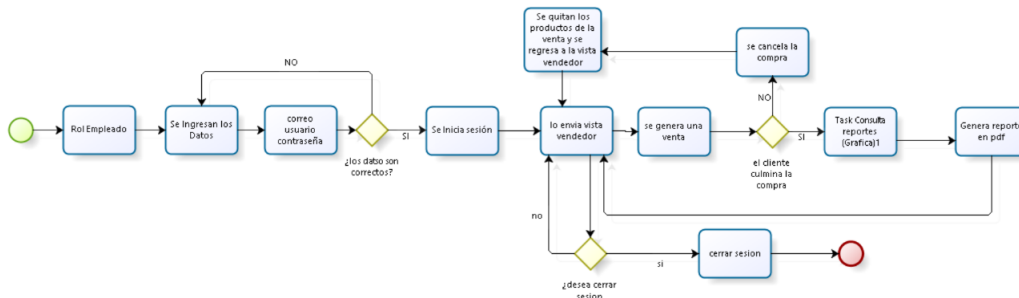 Se quitan los
productos de la
venta y se
regresa a la vista
vendedor
se cancela la
compra
NO
NO
Rol Empleado
Se Ingresan los
Datos
correo
usuario
contraseña
SI
¿los dato son
correctos?
Se Inicia sesión
lo envia vista
vendedor
se genera una
venta
SI
el cliente
culmina la
compra
Task Consulta
reportes
(Grafica)1
Genera reporte
en pdf
no
¿desea cerrar
sesion
si
cerrar sesion